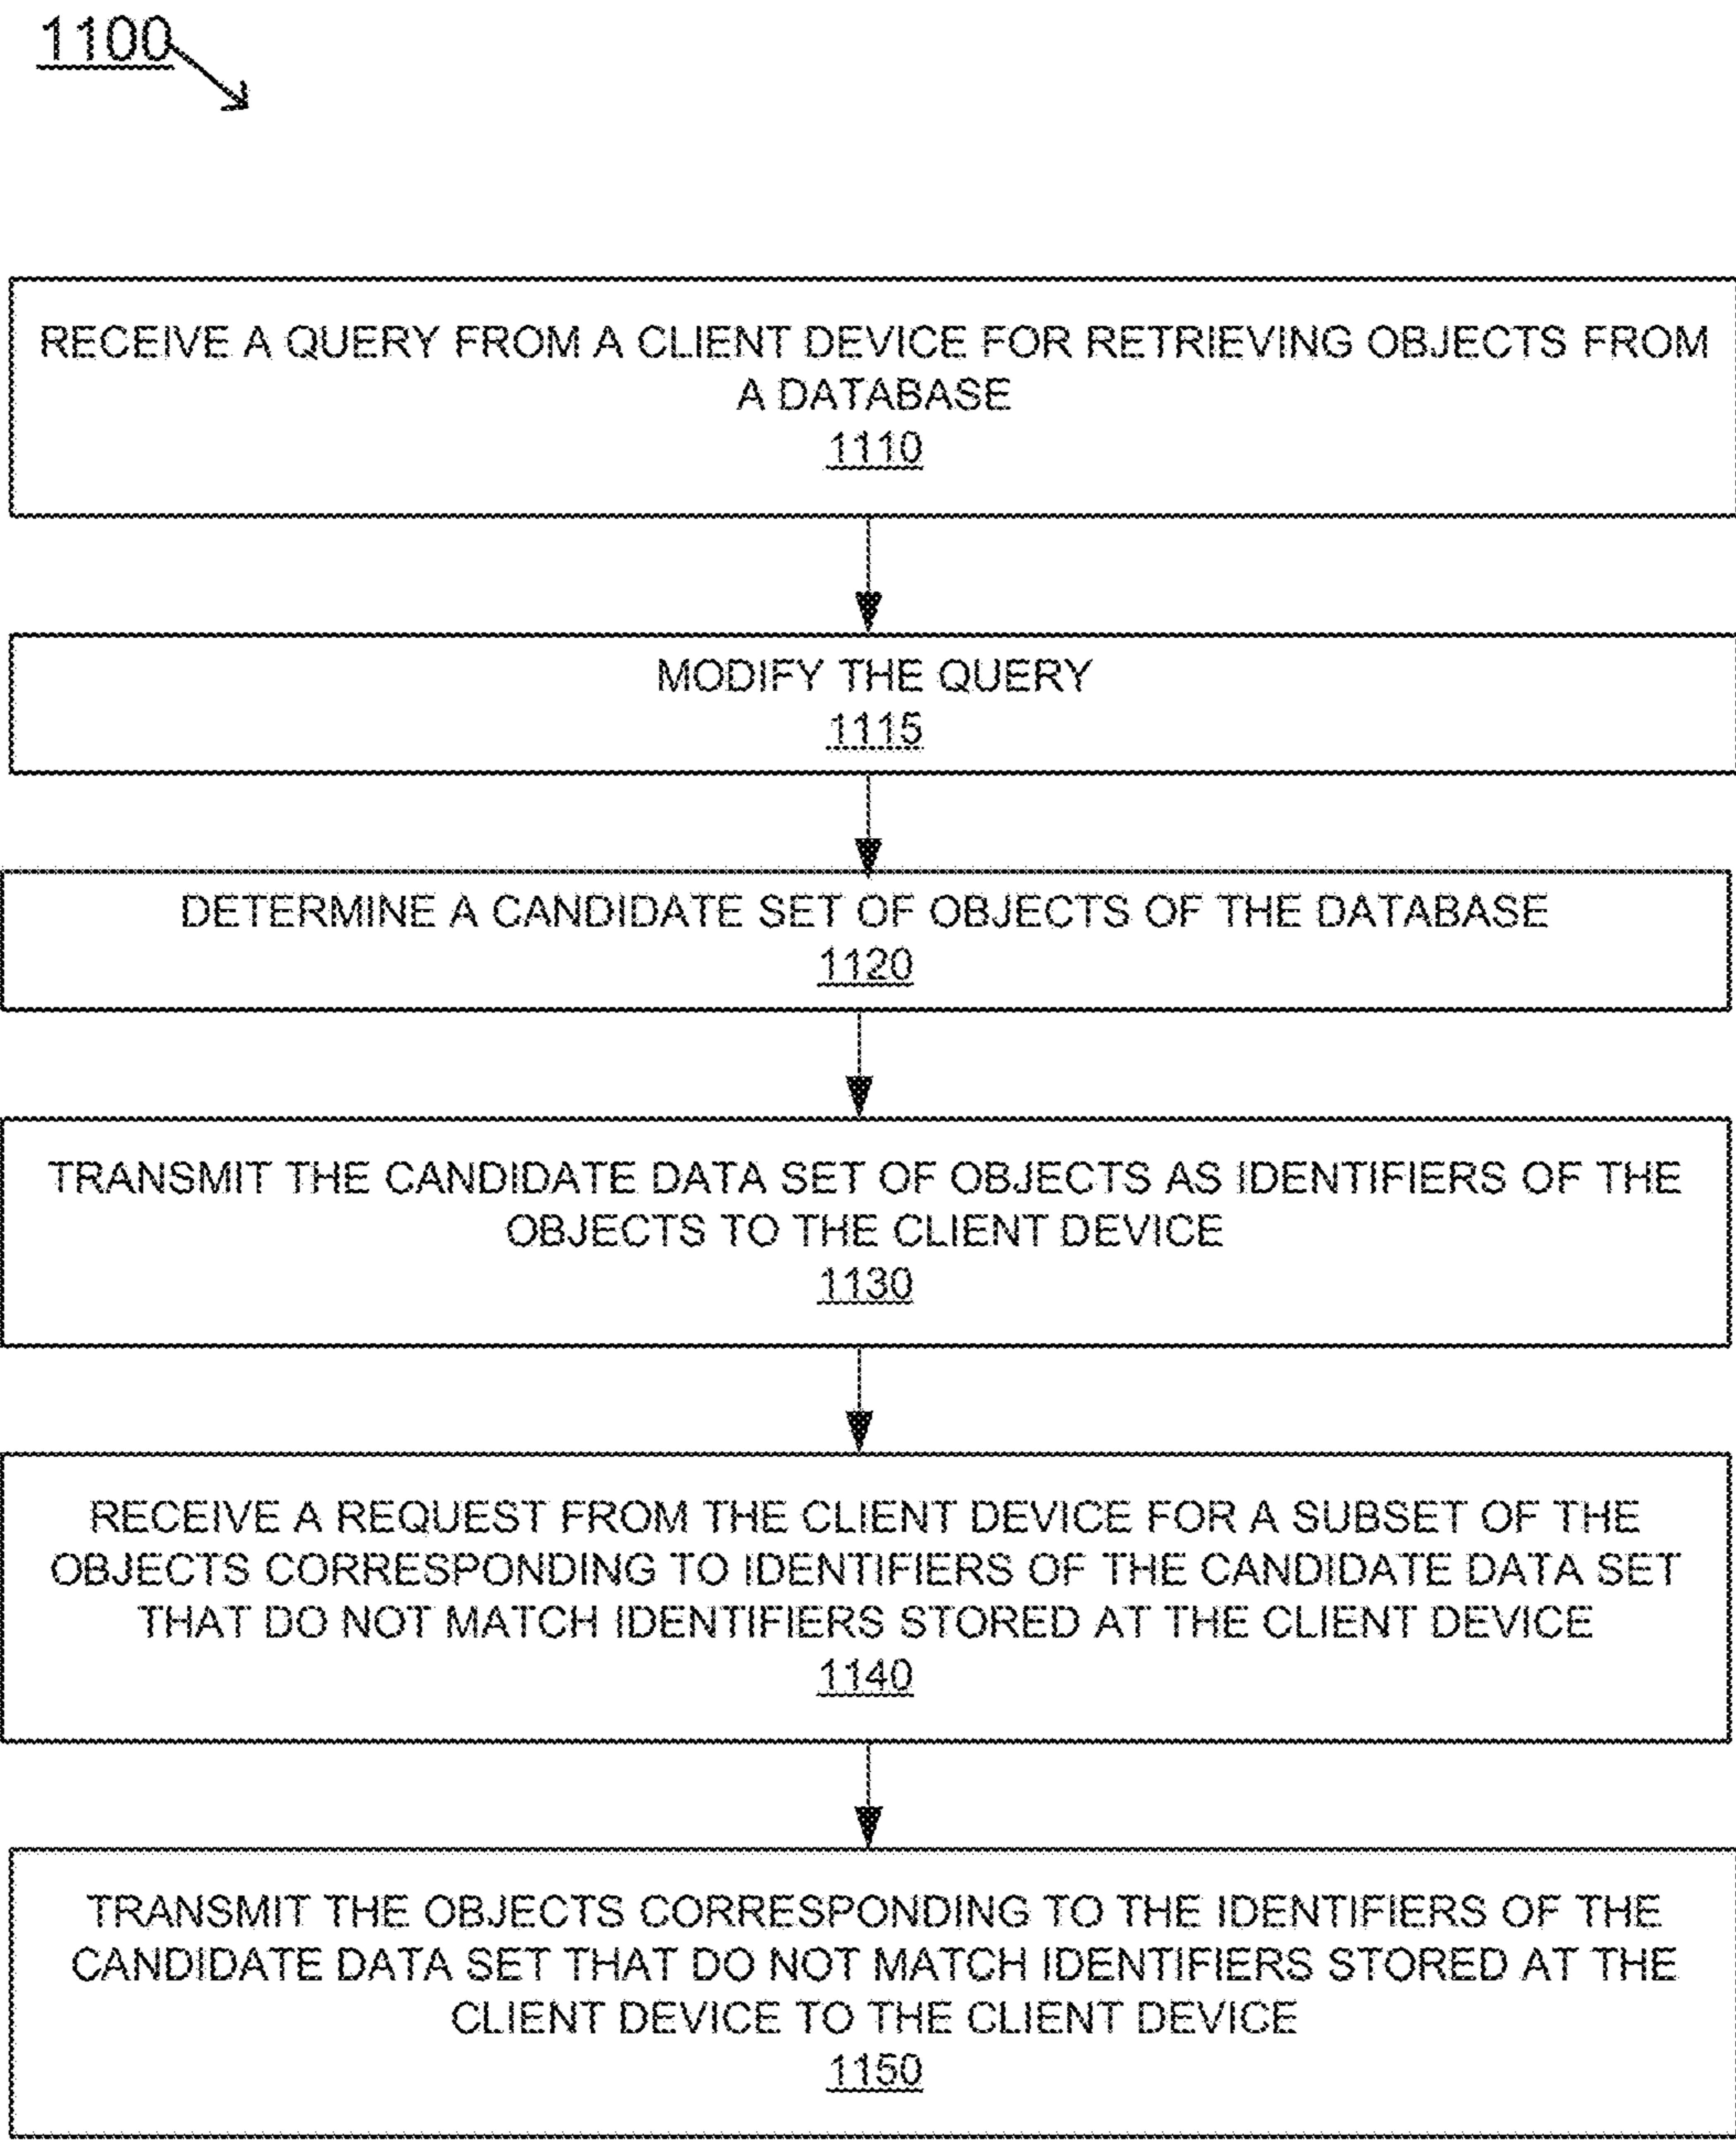 1100
RECEIVE A QUERY FROM A CLIENT DEVICE FOR RETRIEVING OBJECTS FROM
A DATABASE
1110
MODIFY THE QUERY
1115
DETERMINE A CANDIDATE SET OF OBJECTS OF THE DATABASE
1120
TRANSMIT THE CANDIDATE DATA SET OF OBJECTS AS IDENTIFIERS OF THE
OBJECTS TO THE CLIENT DEVICE
1130
RECEIVE A REQUEST FROM THE CLIENT DEVICE FOR A SUBSET OF THE
OBJECTS CORRESPONDING TO IDENTIFIERS OF THE CANDIDATE DATA SET
THAT DO NOT MATCH IDENTIFIERS STORED AT THE CLIENT DEVICE
1140
TRANSMIT THE OBJECTS CORRESPONDING TO THE IDENTIFIERS OF THE
CANDIDATE DATA SET THAT DO NOT MATCH IDENTIFIERS STORED AT THE
CLIENT DEVICE TO THE CLIENT DEVICE
1150